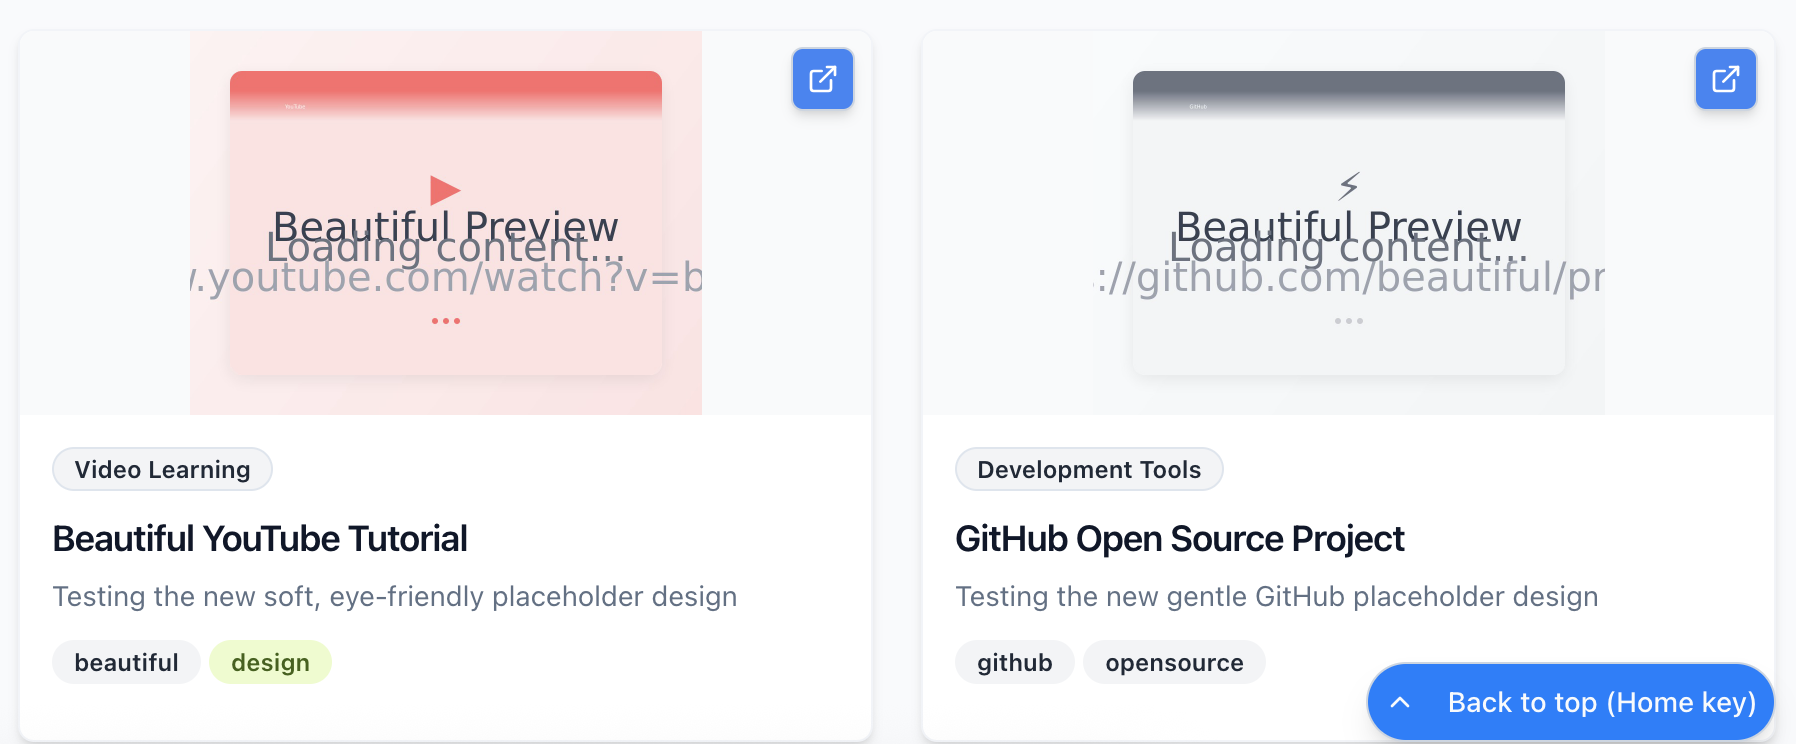 YouTube
Beautiful Preview
Loading content...
.youtube.com/watch?v=b
Video Learning
Beautiful YouTube Tutorial
Testing the new soft, eye-friendly placeholder design
beautiful
design
GitHub
Beautiful Preview
Loading content...
://github.com/beautiful/pr
Development Tools
GitHub Open Source Project
Testing the new gentle GitHub placeholder design
github
opensource
Back to top (Home key)